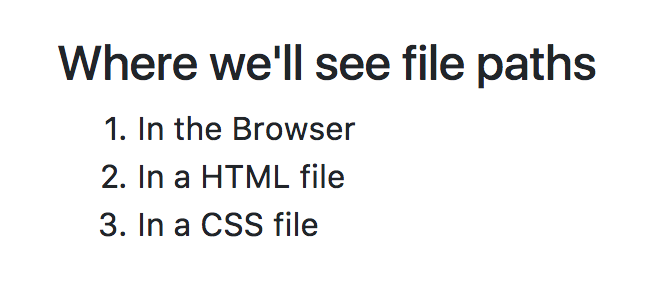 Where we'll see file paths
1. In the Browser
2. In a HTML file
3. In a CSS file